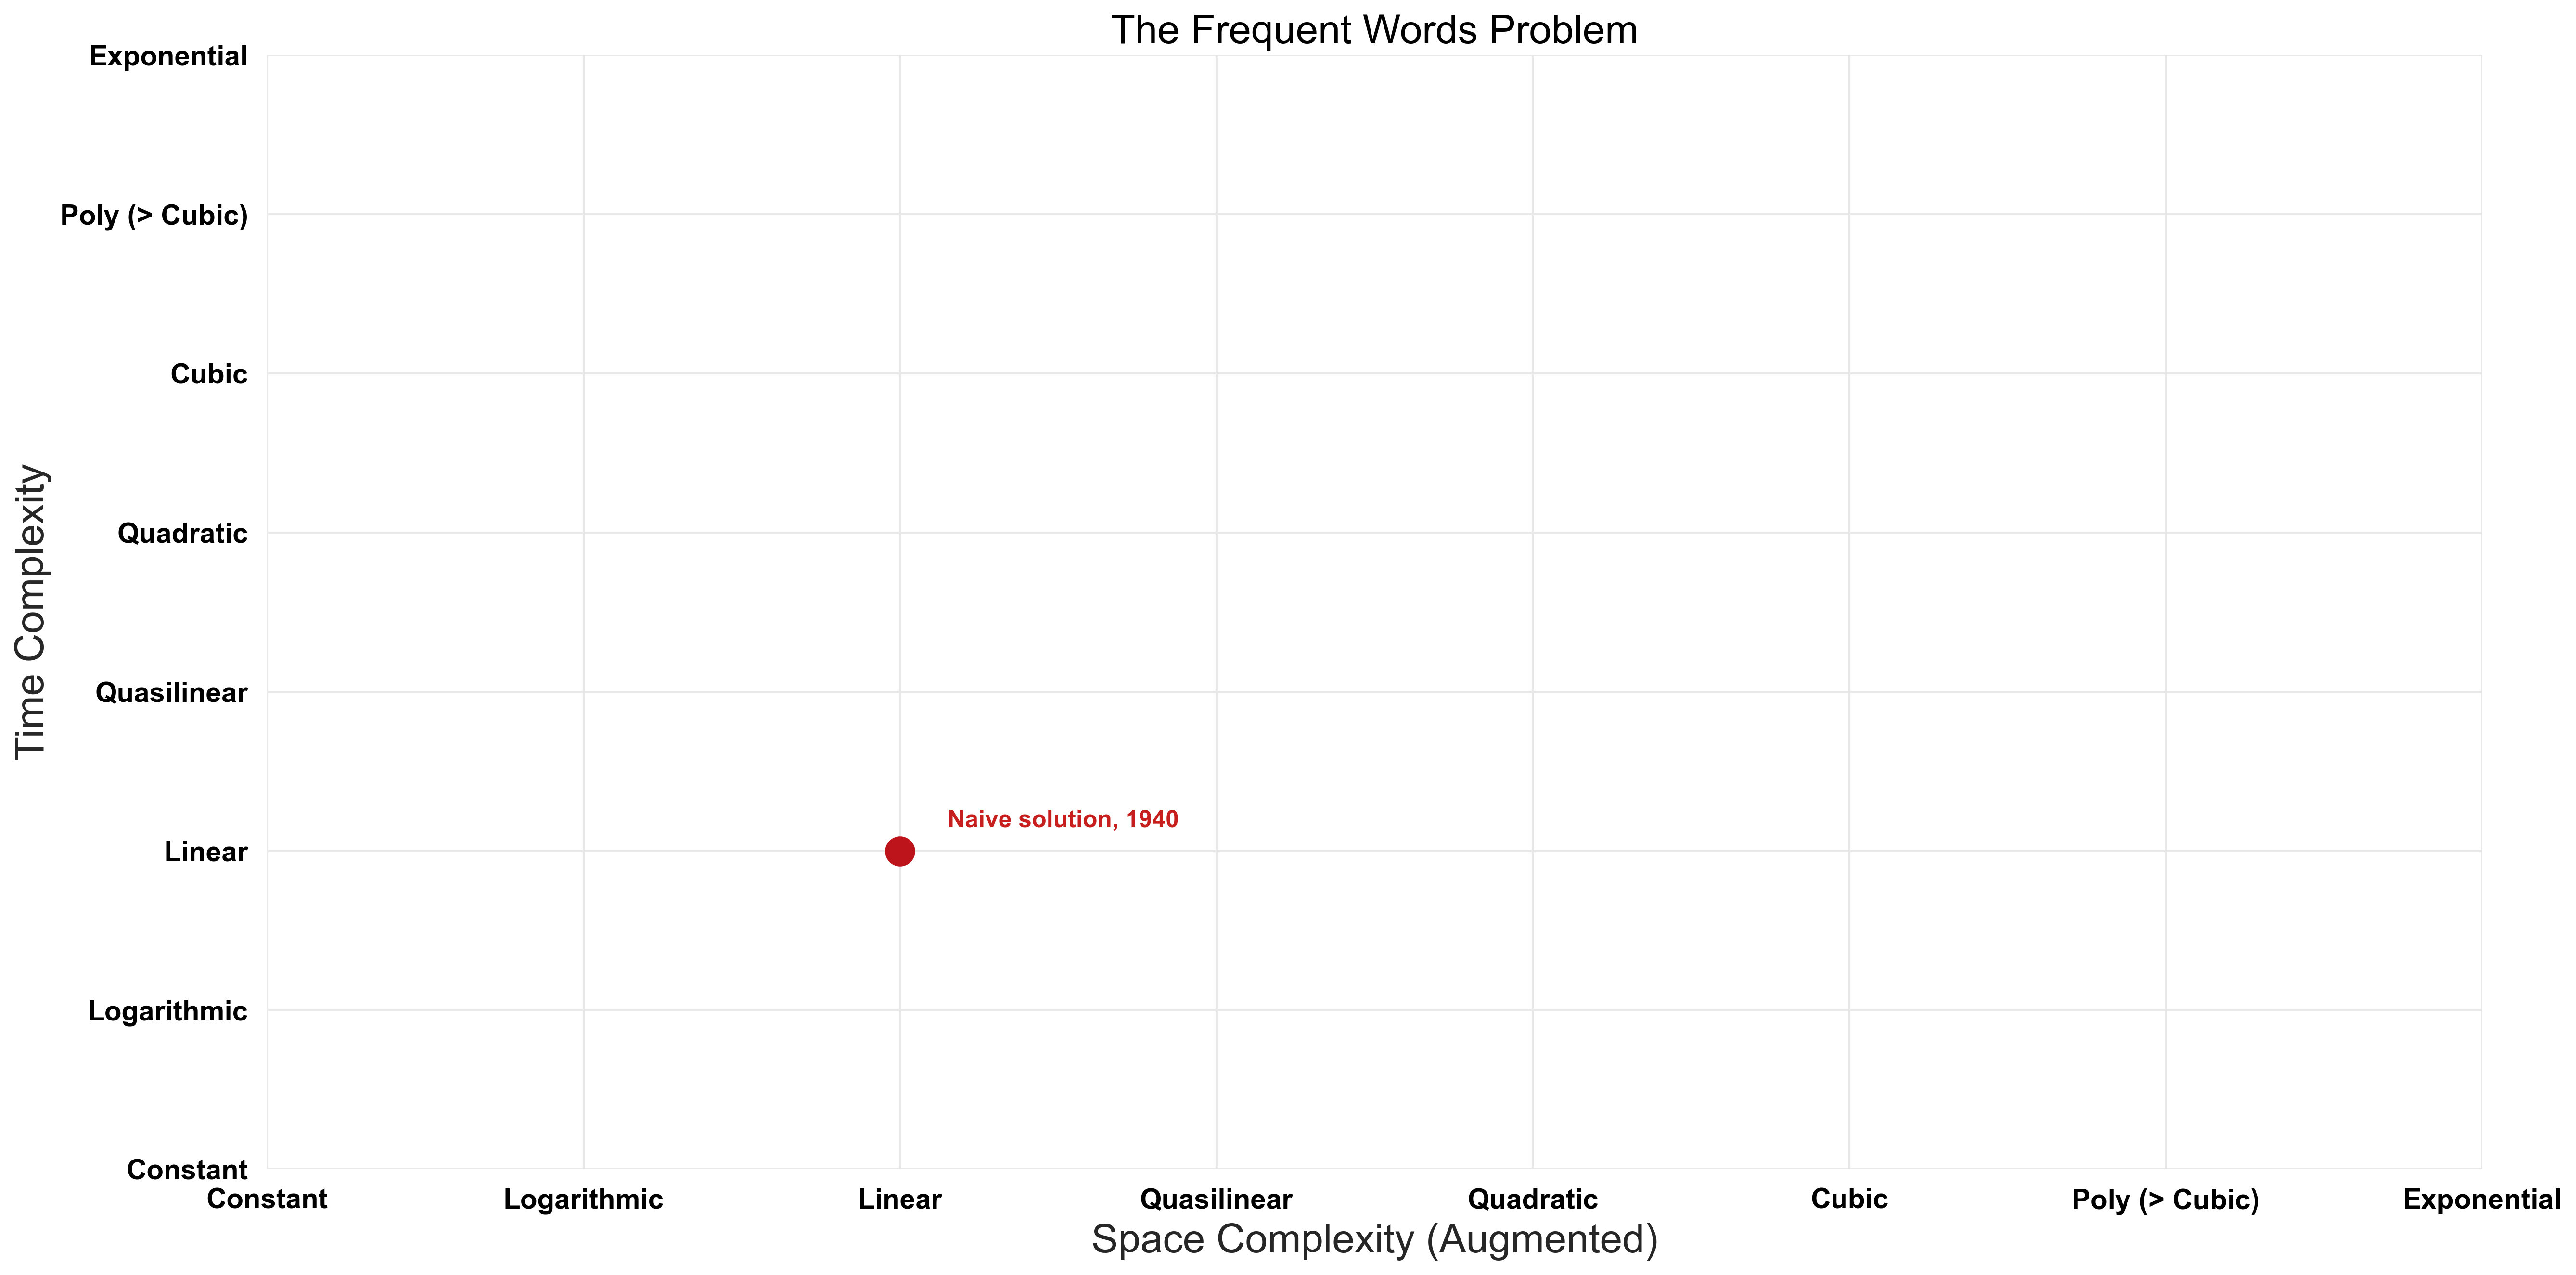 The Frequent Words Problem
Exponential
Poly (> Cubic)
Cubic
Quadratic
Quasilinear
Linear
Logarithmic
Constant
Time Complexity
Naive solution, 1940
Constant
Logarithmic
Linear
Quasilinear
Quadratic
Cubic
Poly (> Cubic)
Exponential
Space Complexity (Augmented)